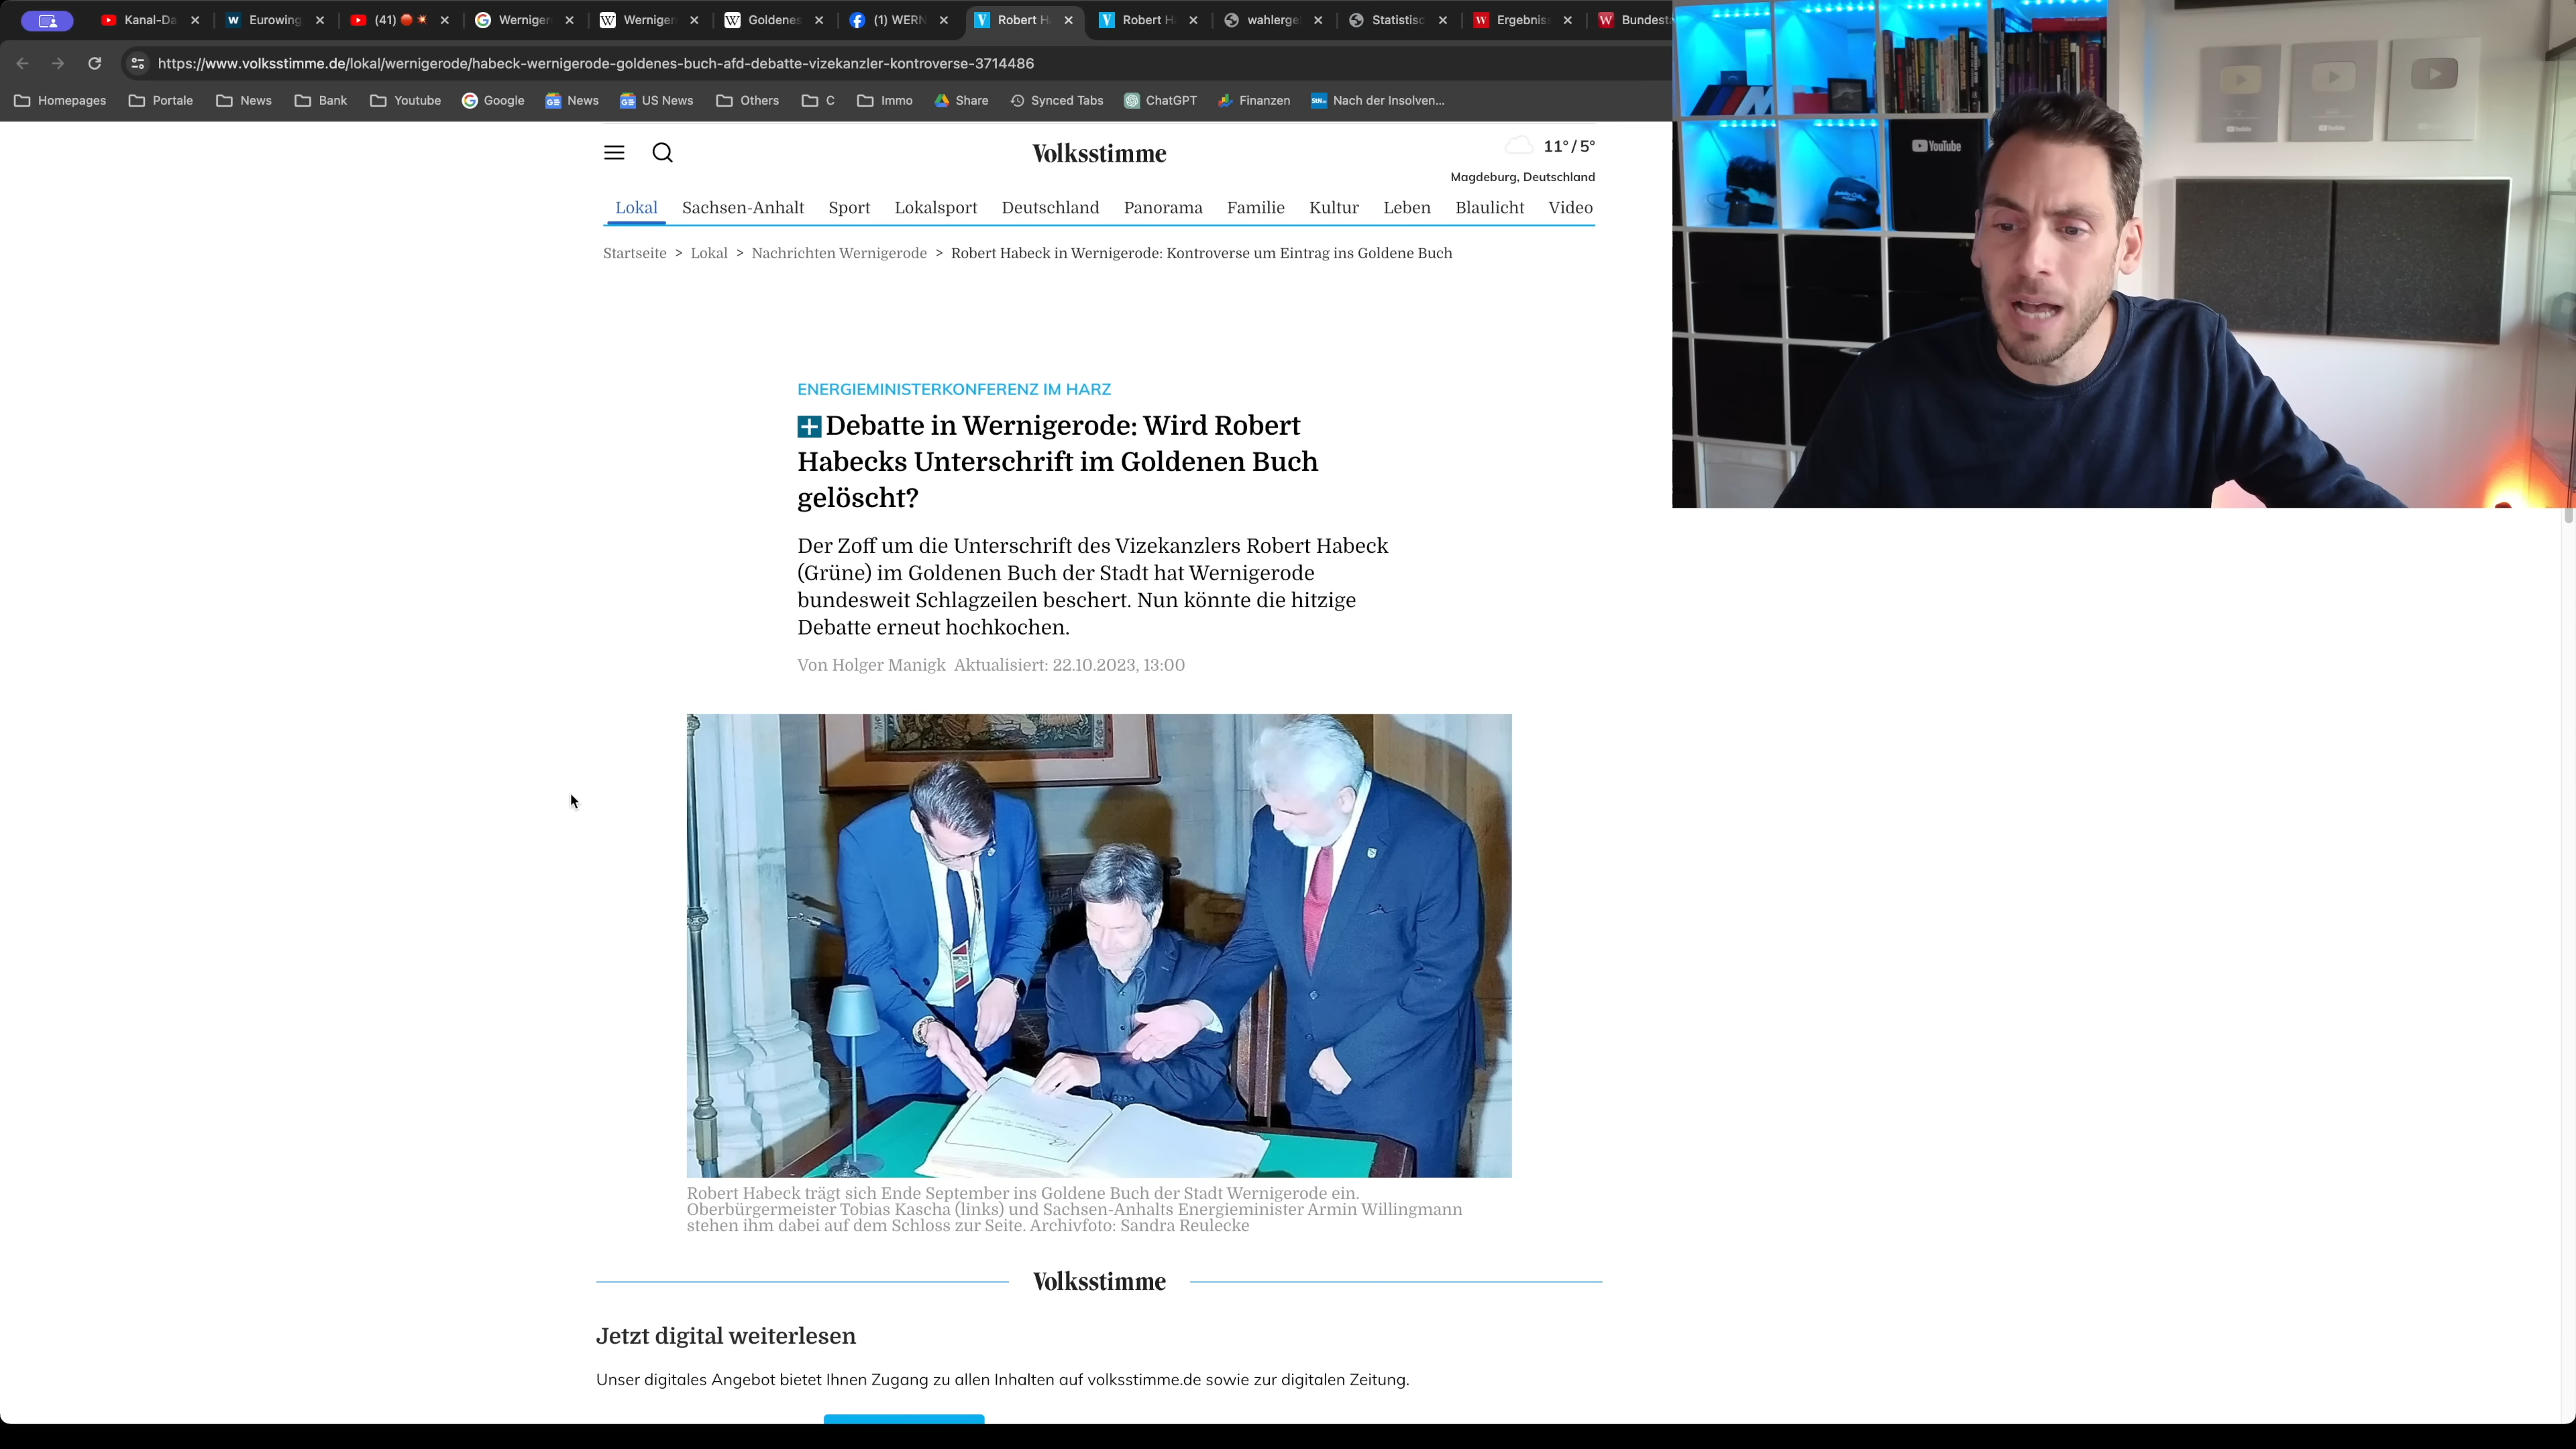 Kanal-Da
Eurowing
(41)
Werniger
Wernigen
Goldenes
(1) WERN
Robert H
Robert H
wahlerge
Statistisc
Ergebnis
Bundesta
https://www.volksstimme.de/lokal/wernigerode/habeck-wernigerode-goldenes-buch-afd-debatte-vizekanzler-kontroverse-3714486
Homepages
Portale
News
Bank
Youtube
Google
News
US News
Others
C
Immo
Share
Synced Tabs
ChatGPT
Finanzen
Nach der Insolven...
YouTube
Volksstimme
11° / 5°
Magdeburg, Deutschland
Lokal Sachsen-Anhalt Sport Lokalsport Deutschland Panorama Familie Kultur Leben Blaulicht Video
Startseite > Lokal > Nachrichten Wernigerode > Robert Habeck in Wernigerode: Kontroverse um Eintrag ins Goldene Buch
ENERGIEMINISTERKONFERENZ IM HARZ
Debatte in Wernigerode: Wird Robert
Habecks Unterschrift im Goldenen Buch
gelöscht?
Der Zoff um die Unterschrift des Vizekanzlers Robert Habeck
(Grüne) im Goldenen Buch der Stadt hat Wernigerode
bundesweit Schlagzeilen beschert. Nun könnte die hitzige
Debatte erneut hochkochen.
Von Holger Manigk Aktualisiert: 22.10.2023, 13:00
Robert Habeck trägt sich Ende September ins Goldene Buch der Stadt Wernigerode ein.
Oberbürgermeister Tobias Kascha (links) und Sachsen-Anhalts Energieminister Armin Willingmann
stehen ihm dabei auf dem Schloss zur Seite. Archivfoto: Sandra Reulecke
Volksstimme
Jetzt digital weiterlesen
Unser digitales Angebot bietet Ihnen Zugang zu allen Inhalten auf volksstimme.de sowie zur digitalen Zeitung.